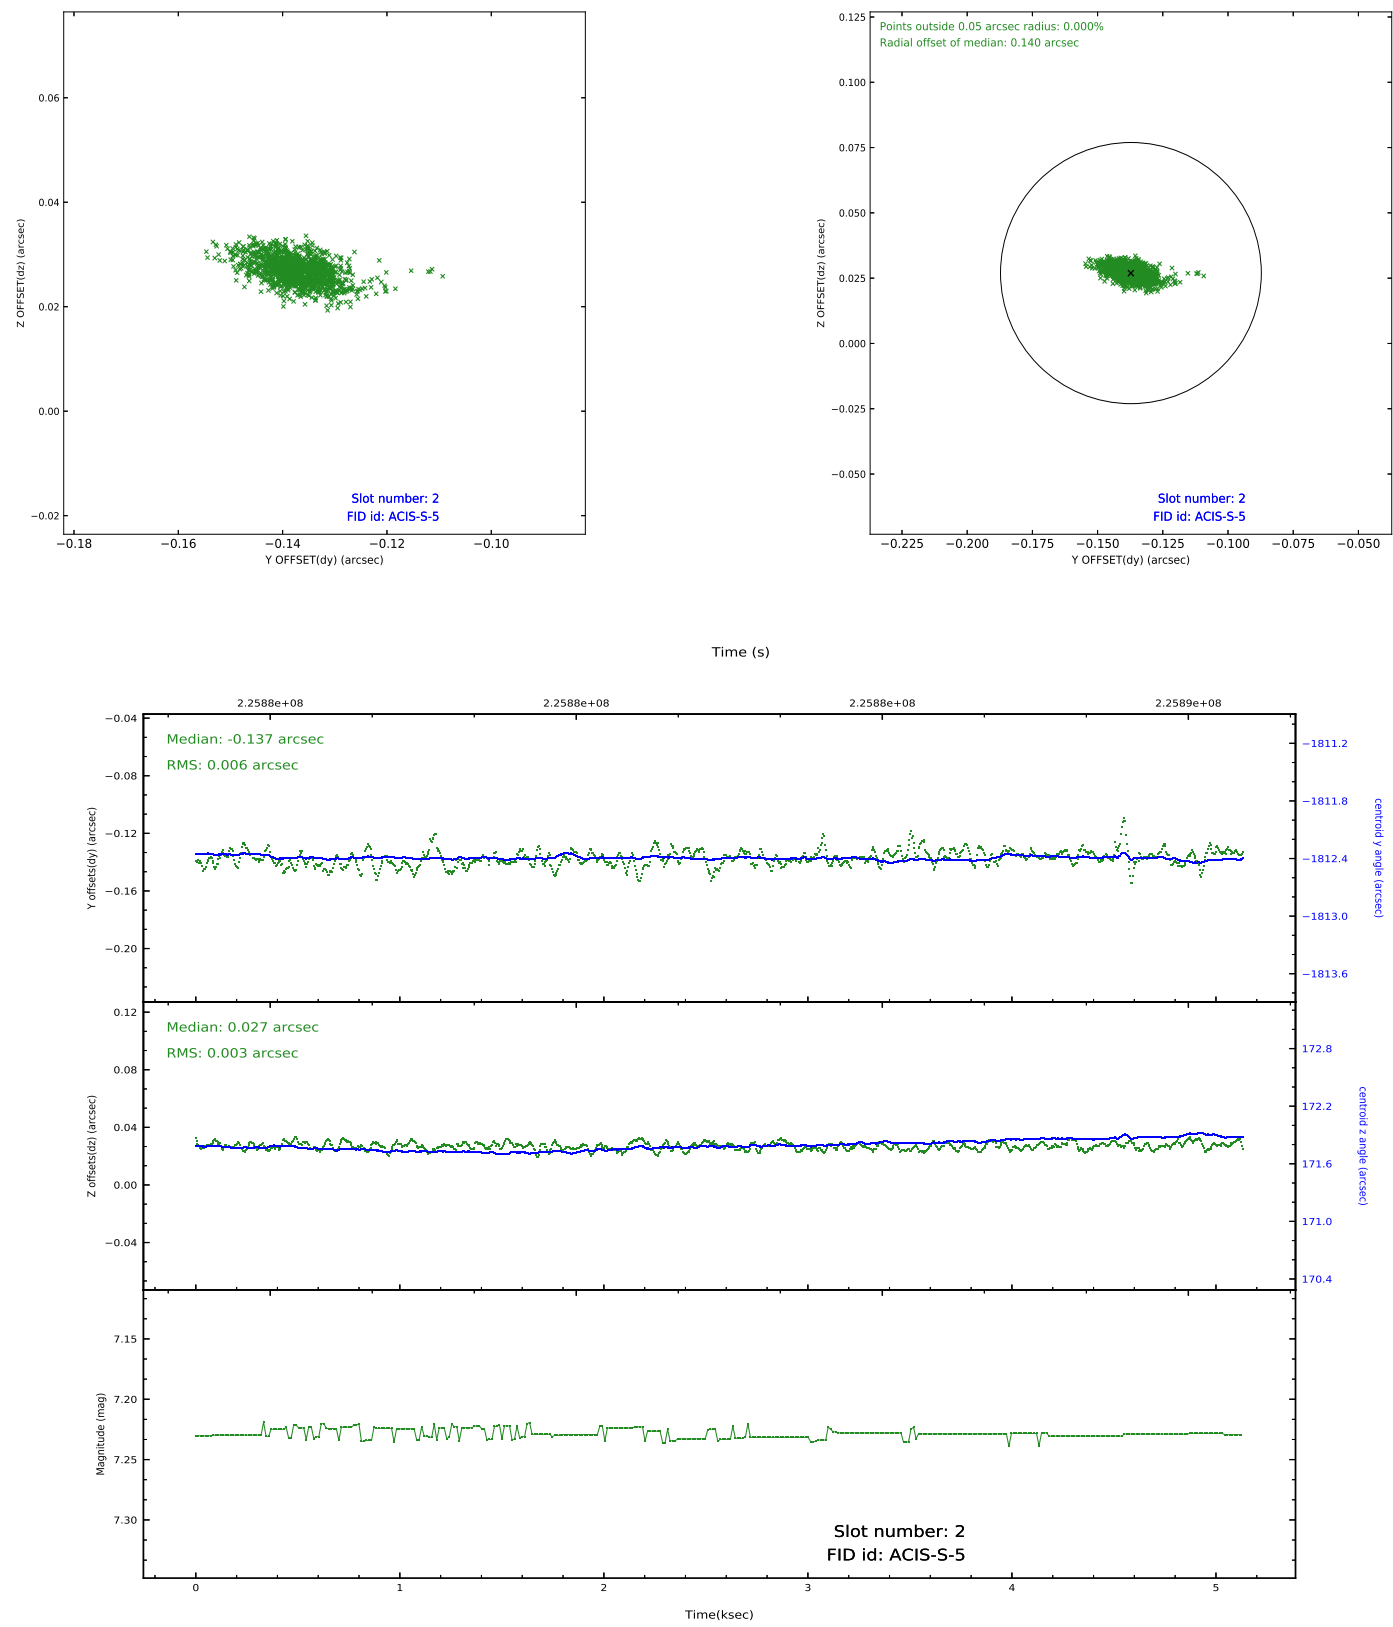 0.06
0.04
0.02
0.00
−0.02
Z OFFSET(dz) (arcsec)
Slot number: 2
FID id: ACIS-S-5
−0.18 −0.16 −0.14 −0.12 −0.10
Y OFFSET(dy) (arcsec)
Points outside 0.05 arcsec radius: 0.000%
Radial offset of median: 0.140 arcsec
0.125
0.100
0.075
0.050
0.025
0.000
−0.025
−0.050
Z OFFSET(dz) (arcsec)
Slot number: 2
FID id: ACIS-S-5
−0.225 −0.200 −0.175 −0.150 −0.125 −0.100 −0.075 −0.050
Y OFFSET(dy) (arcsec)
Time (s)
2.2588e+08 2.2588e+08 2.2588e+08 2.2589e+08
Median: -0.137 arcsec
RMS: 0.006 arcsec
−0.04
−0.08
−0.12
−0.16
−0.20
Y offsets(dy) (arcsec)
−1811.2
−1811.8
−1812.4
−1813.0
−1813.6
centroid y angle (arcsec)
Median: 0.027 arcsec
RMS: 0.003 arcsec
0.12
0.08
0.04
0.00
−0.04
Z offsets(dz) (arcsec)
172.8
172.2
171.6
171.0
170.4
centroid z angle (arcsec)
7.15
7.20
7.25
7.30
Magnitude (mag)
Slot number: 2
FID id: ACIS-S-5
0 1 2 3 4 5
Time(ksec)